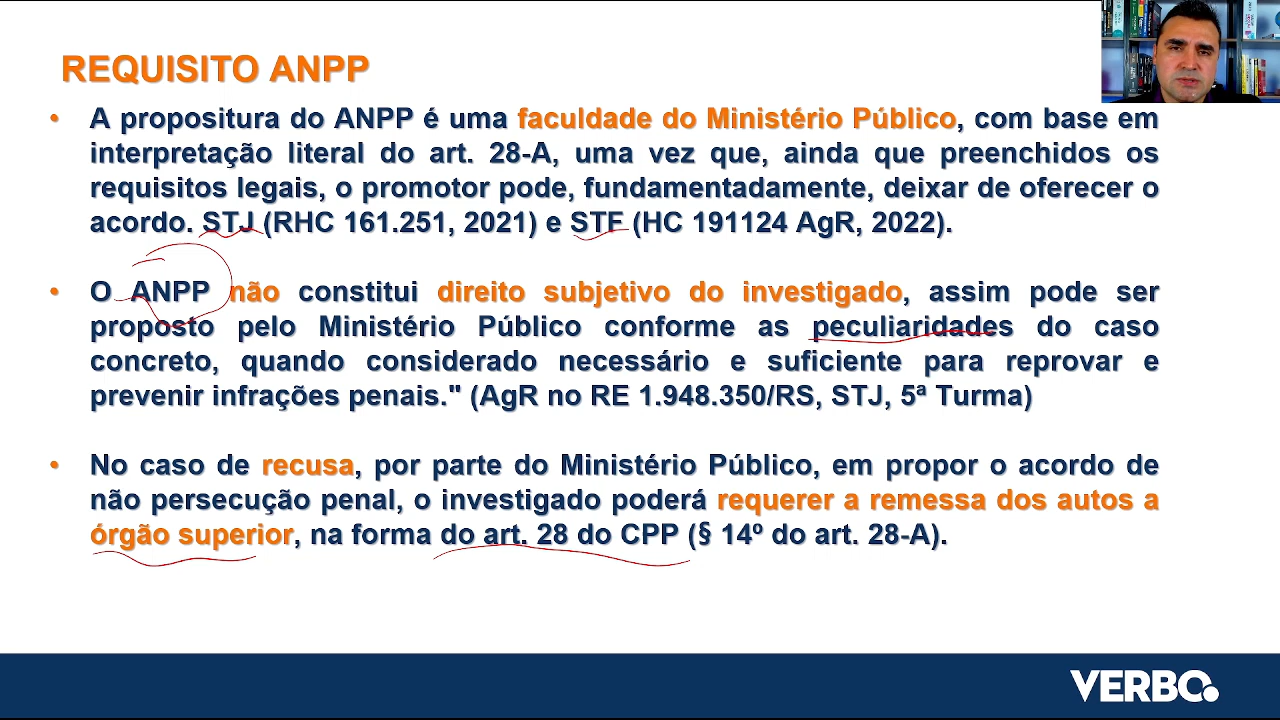 REQUISITO ANPP
• A propositura do ANPP é uma faculdade do Ministério Público, com base em
interpretação literal do art. 28-A, uma vez que, ainda que preenchidos os
requisitos legais, o promotor pode, fundamentadamente, deixar de oferecer o
acordo. STJ (RHC 161.251, 2021) e STF (HC 191124 AgR, 2022).
• O ANPP não constitui direito subjetivo do investigado, assim pode ser
proposto pelo Ministério Público conforme as peculiaridades do caso
concreto, quando considerado necessário e suficiente para reprovar e
prevenir infrações penais." (AgR no RE 1.948.350/RS, STJ, 5ª Turma)
• No caso de recusa, por parte do Ministério Público, em propor o acordo de
não persecução penal, o investigado poderá requerer a remessa dos autos a
órgão superior, na forma do art. 28 do CPP (§ 14º do art. 28-A).
VERBO